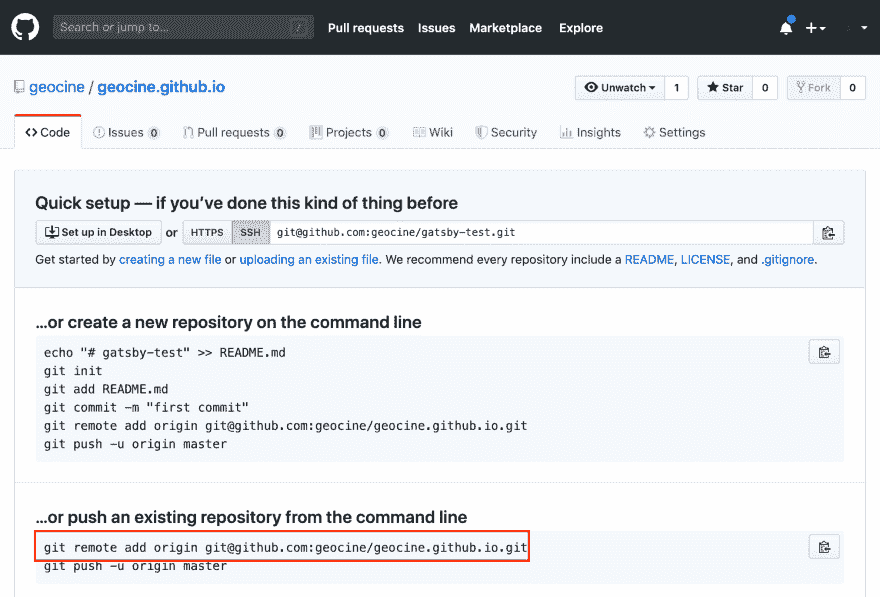 Search or jump to... / Pull requests Issues Marketplace Explore
geocine / geocine.github.io Unwatch 1 Star 0 Fork 0
Code Issues 0 Pull requests 0 Projects 0 Wiki Security Insights Settings
Quick setup — if you’ve done this kind of thing before
Set up in Desktop or HTTPS SSH git@github.com:geocine/gatsby-test.git
Get started by creating a new file or uploading an existing file. We recommend every repository include a README, LICENSE, and .gitignore.
…or create a new repository on the command line
echo "# gatsby-test" >> README.md
git init
git add README.md
git commit -m "first commit"
git remote add origin git@github.com:geocine/geocine.github.io.git
git push -u origin master
…or push an existing repository from the command line
git remote add origin git@github.com:geocine/geocine.github.io.git
git push -u origin master